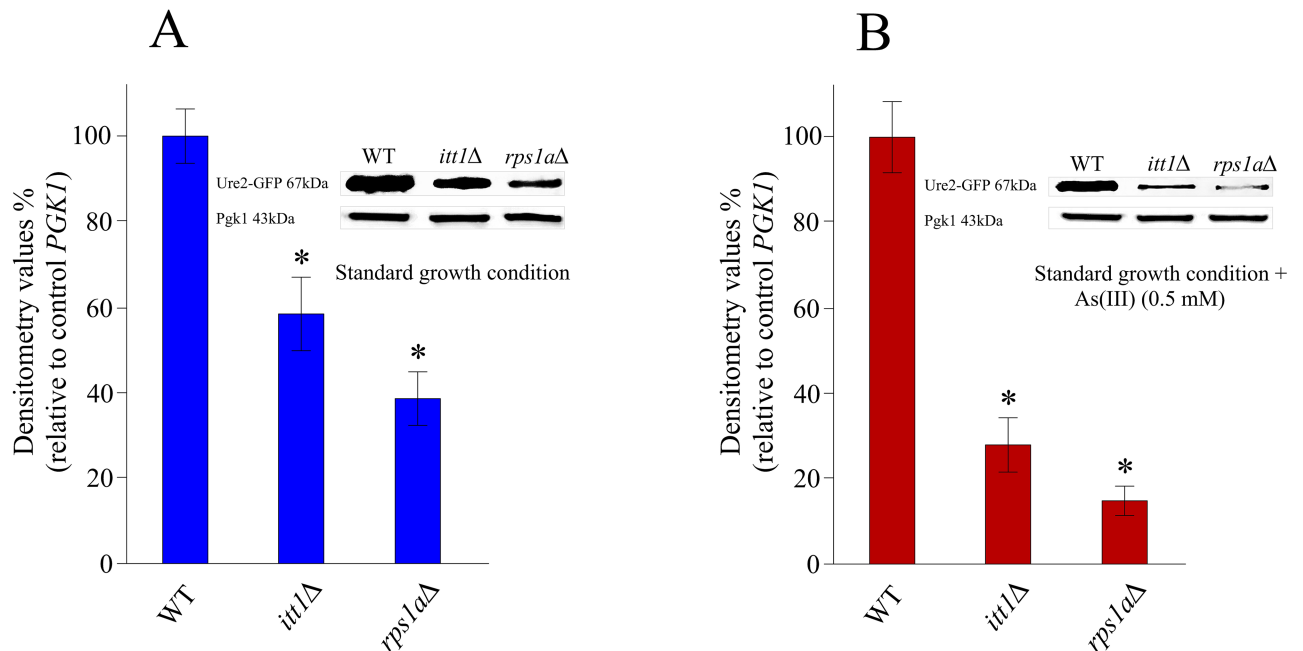 A
Densitometry values %
(relative to control PGK1)
100
80
60
40
20
0
WT itt1Δ rps1aΔ
Ure2-GFP 67kDa
Pgk1 43kDa
Standard growth condition
*
*
WT
itt1Δ
rps1aΔ
B
Densitometry values %
(relative to control PGK1)
100
80
60
40
20
0
WT itt1Δ rps1aΔ
Ure2-GFP 67kDa
Pgk1 43kDa
Standard growth condition +
As(III) (0.5 mM)
*
*
WT
itt1Δ
rps1aΔ